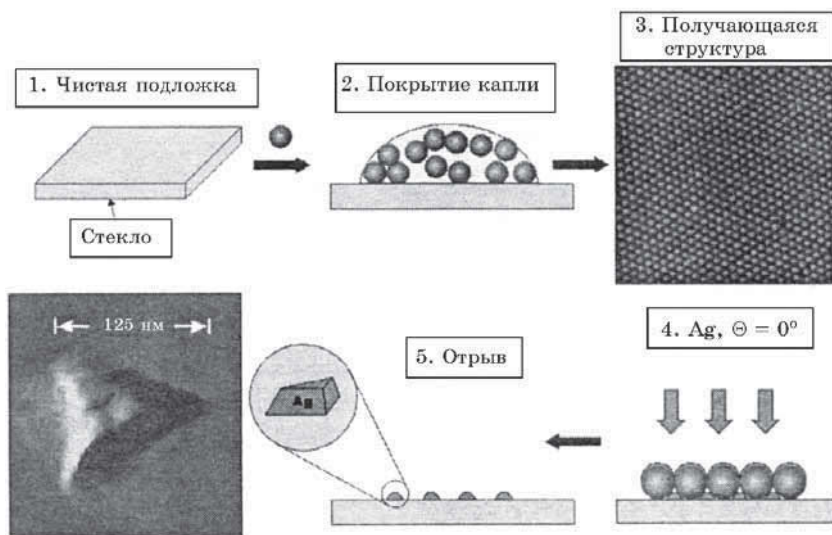 1. Чистая подложка
Стекло
2. Покрытие капли
3. Получающаяся
структура
4. Ag, Θ = 0°
5. Отрыв
Ag
125 нм